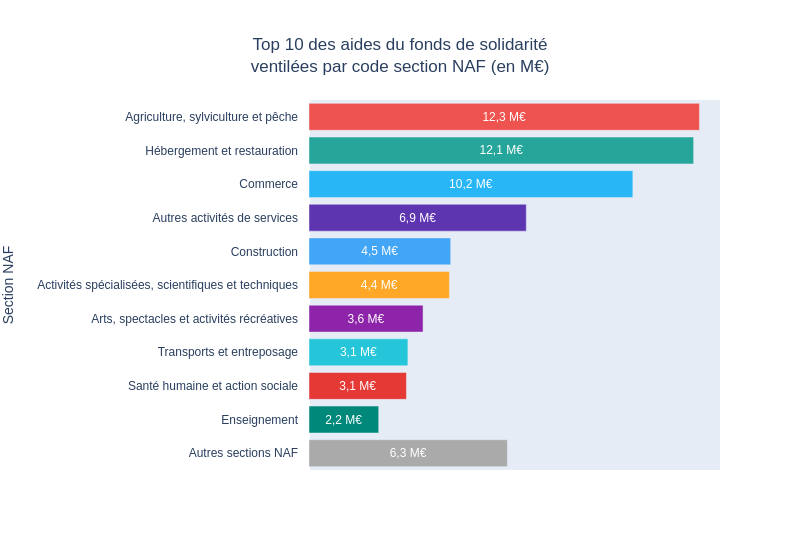 Top 10 des aides du fonds de solidarité
ventilées par code section NAF (en M€)
Section NAF
Agriculture, sylviculture et pêche 12,3 M€
Hébergement et restauration 12,1 M€
Commerce 10,2 M€
Autres activités de services 6,9 M€
Construction 4,5 M€
Activités spécialisées, scientifiques et techniques 4,4 M€
Arts, spectacles et activités récréatives 3,6 M€
Transports et entreposage 3,1 M€
Santé humaine et action sociale 3,1 M€
Enseignement 2,2 M€
Autres sections NAF 6,3 M€